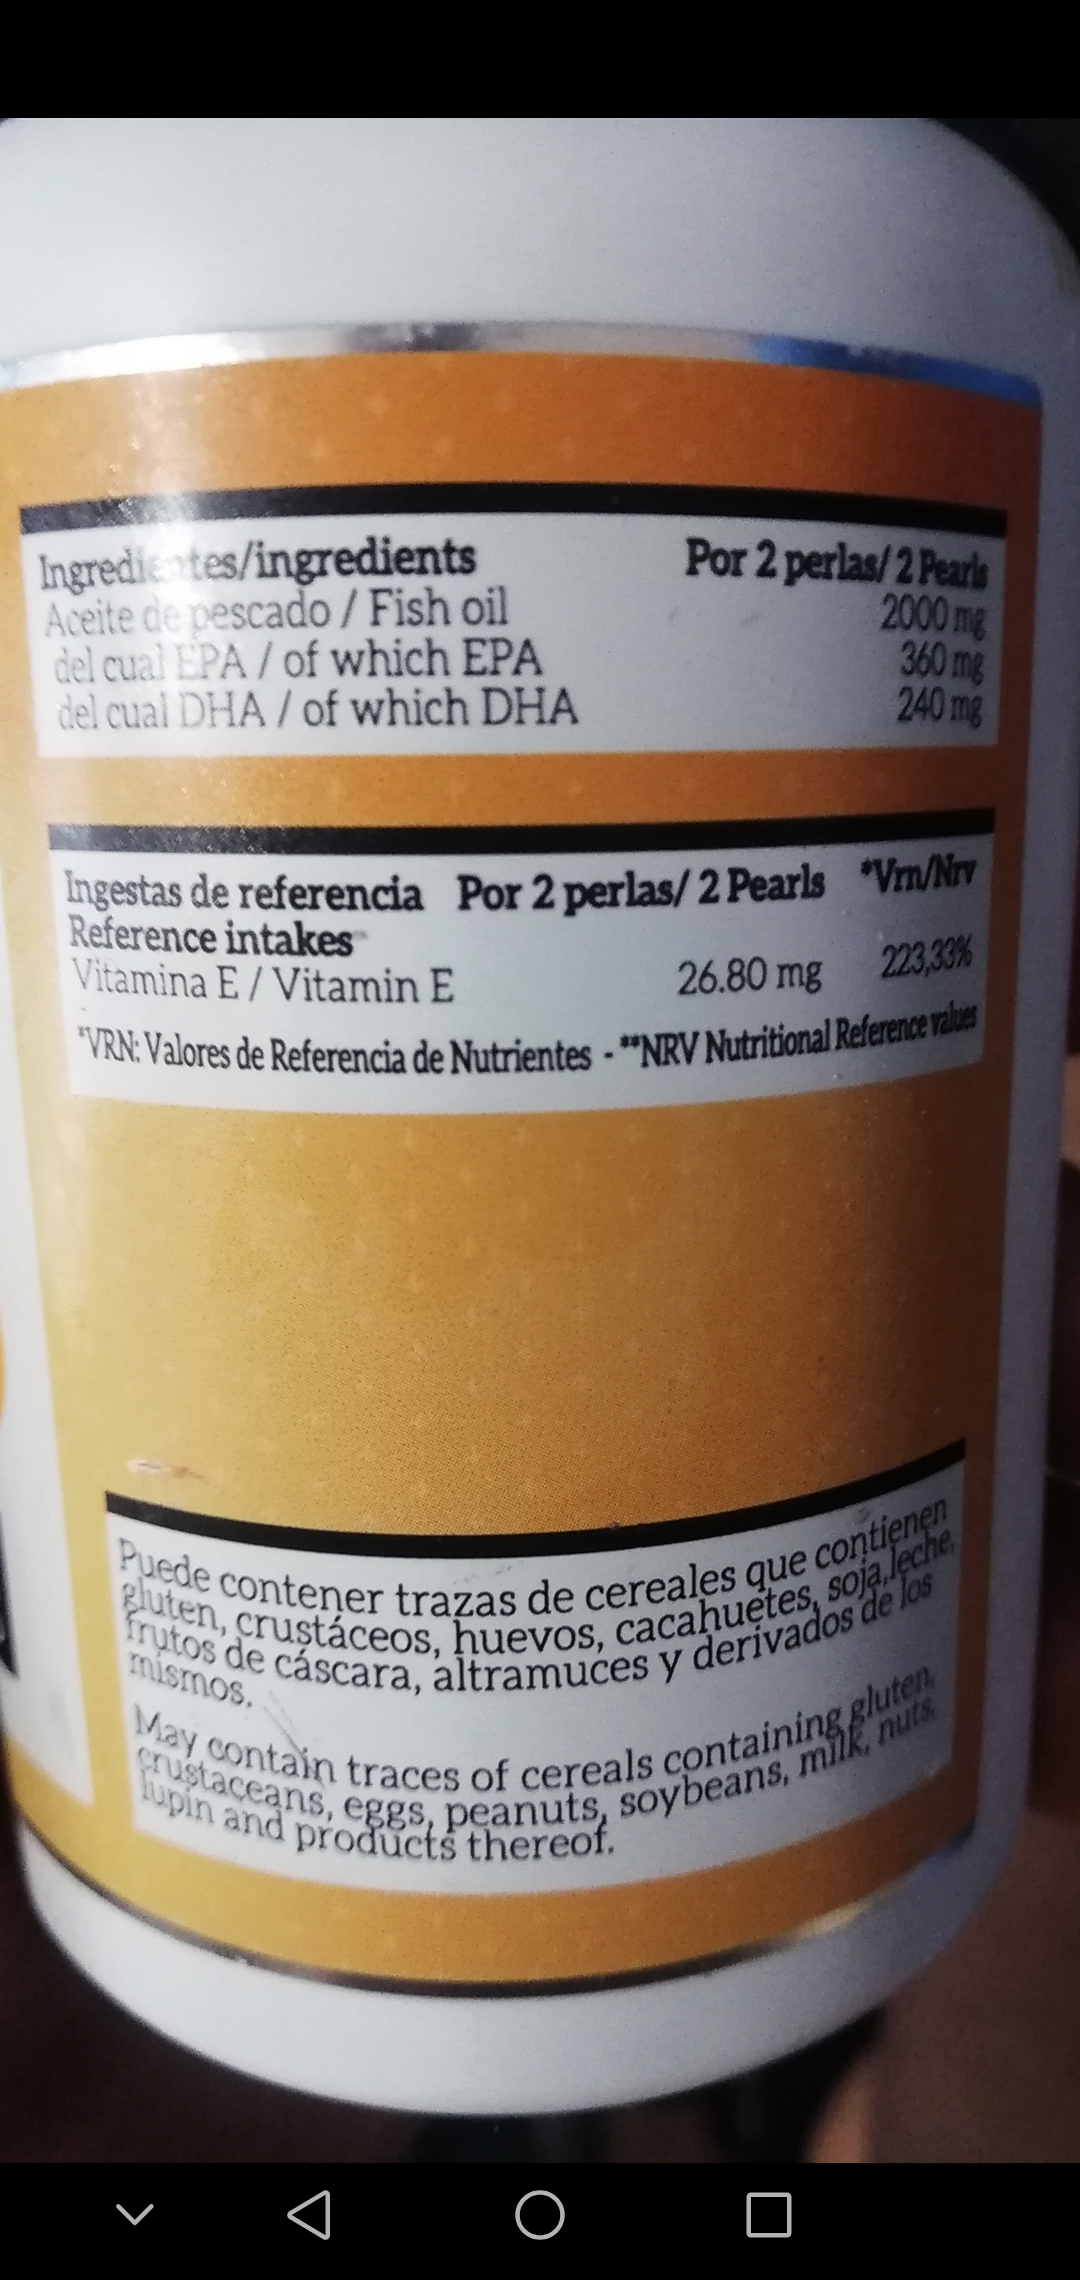 Ingredientes/ingredients Por 2 perlas/ 2 Pearls
Aceite de pescado / Fish oil 2000 mg
del cual EPA / of which EPA 360 mg
del cual DHA / of which DHA 240 mg
Ingestas de referencia Por 2 perlas/ 2 Pearls *Vrn/Nrv
Reference intakes
Vitamina E / Vitamin E 26.80 mg 223,33%
*VRN: Valores de Referencia de Nutrientes - **NRV Nutritional Reference values
Puede contener trazas de cereales que contienen
gluten, crustáceos, huevos, cacahuetes, soja,leche,
frutos de cáscara, altramuces y derivados de los
mismos.
May contain traces of cereals containing gluten,
crustaceans, eggs, peanuts, soybeans, milk, nuts,
lupin and products thereof.